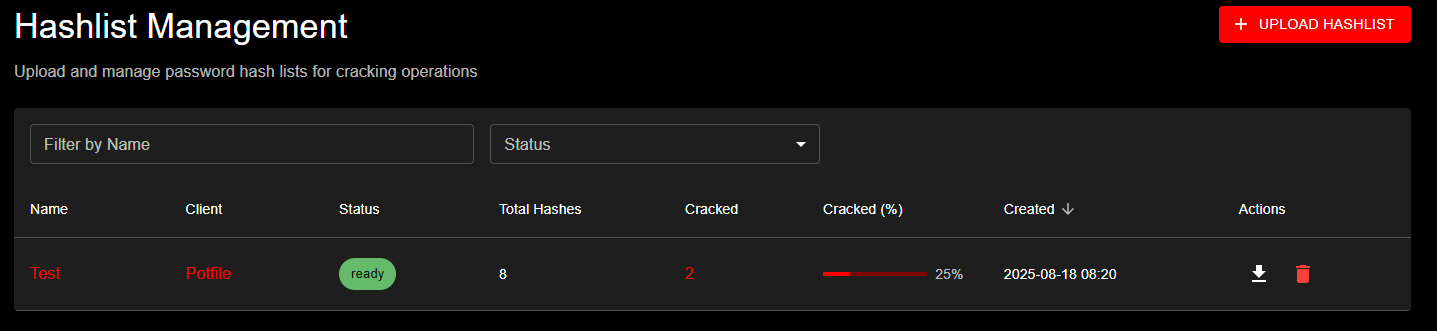 Hashlist Management
+ UPLOAD HASHLIST
Upload and manage password hash lists for cracking operations
Filter by Name
Status
Name Client Status Total Hashes Cracked Cracked (%) Created ↓ Actions
Test Potfile ready 8 2 25% 2025-08-18 08:20